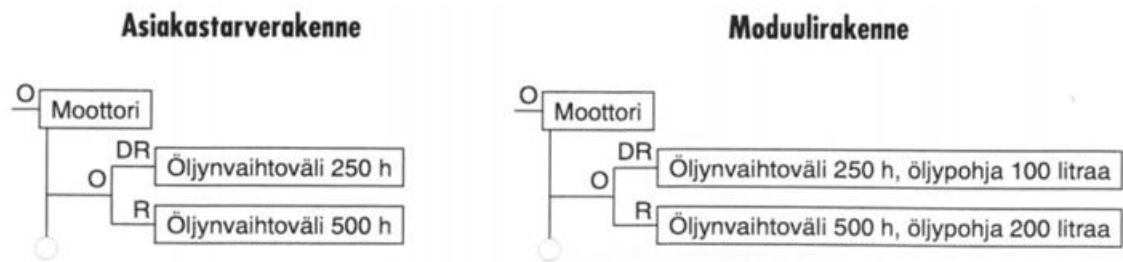 Asiakastarverakenne
O
Moottori
DR
Öljynvaihtoväli 250 h
O
R
Öljynvaihtoväli 500 h
Moduulirakenne
O
Moottori
DR
Öljynvaihtoväli 250 h, öljypohja 100 litraa
O
R
Öljynvaihtoväli 500 h, öljypohja 200 litraa